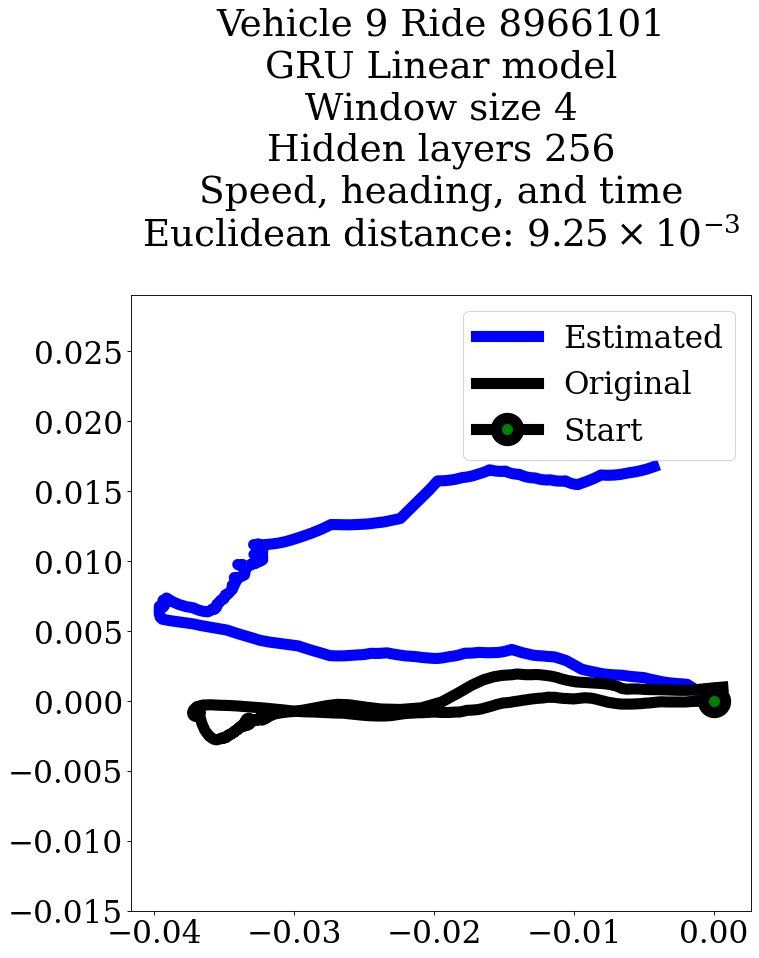 Vehicle 9 Ride 8966101
GRU Linear model
Window size 4
Hidden layers 256
Speed, heading, and time
Euclidean distance: 9.25 × 10⁻³
Estimated
Original
Start
0.025
0.020
0.015
0.010
0.005
0.000
−0.005
−0.010
−0.015
−0.04 −0.03 −0.02 −0.01 0.00